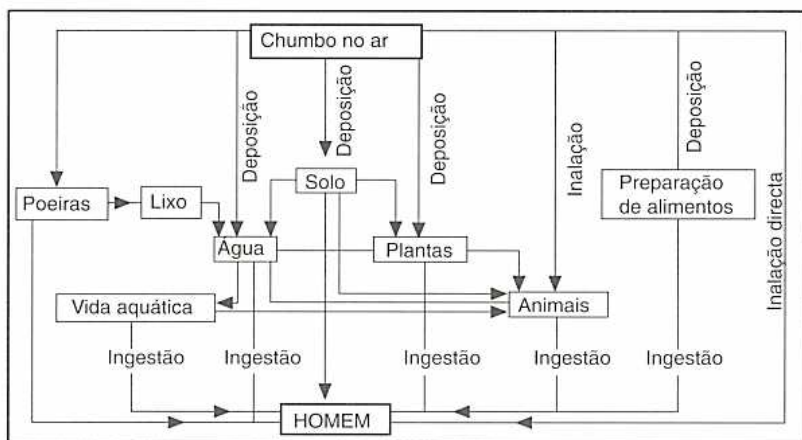 Chumbo no ar
Deposição
Deposição
Deposição
Inalação
Deposição
Inalação directa
Poeiras
Lixo
Solo
Preparação
de alimentos
Água
Plantas
Vida aquática
Animais
Ingestão
Ingestão
Ingestão
Ingestão
Ingestão
HOMEM